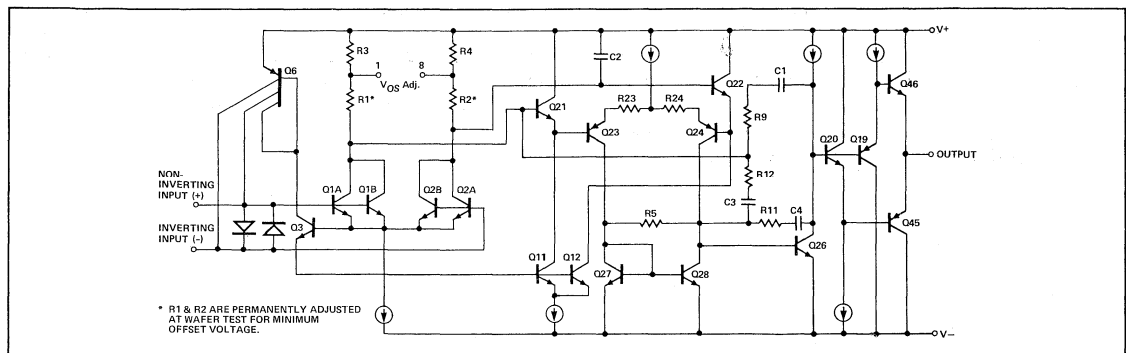 V+
R3
R4
C2
1
8
VOS Adj.
Q6
R1*
R2*
Q21
Q22
C1
Q46
R23
R24
R9
Q23
Q24
Q20
Q19
OUTPUT
R12
NON-
INVERTING
INPUT (+)
Q1A
Q1B
Q2B
Q2A
C3
R11
C4
Q3
R5
Q45
INVERTING
INPUT (-)
Q26
Q11
Q12
Q27
Q28
* R1 & R2 ARE PERMANENTLY ADJUSTED
AT WAFER TEST FOR MINIMUM
OFFSET VOLTAGE.
V-